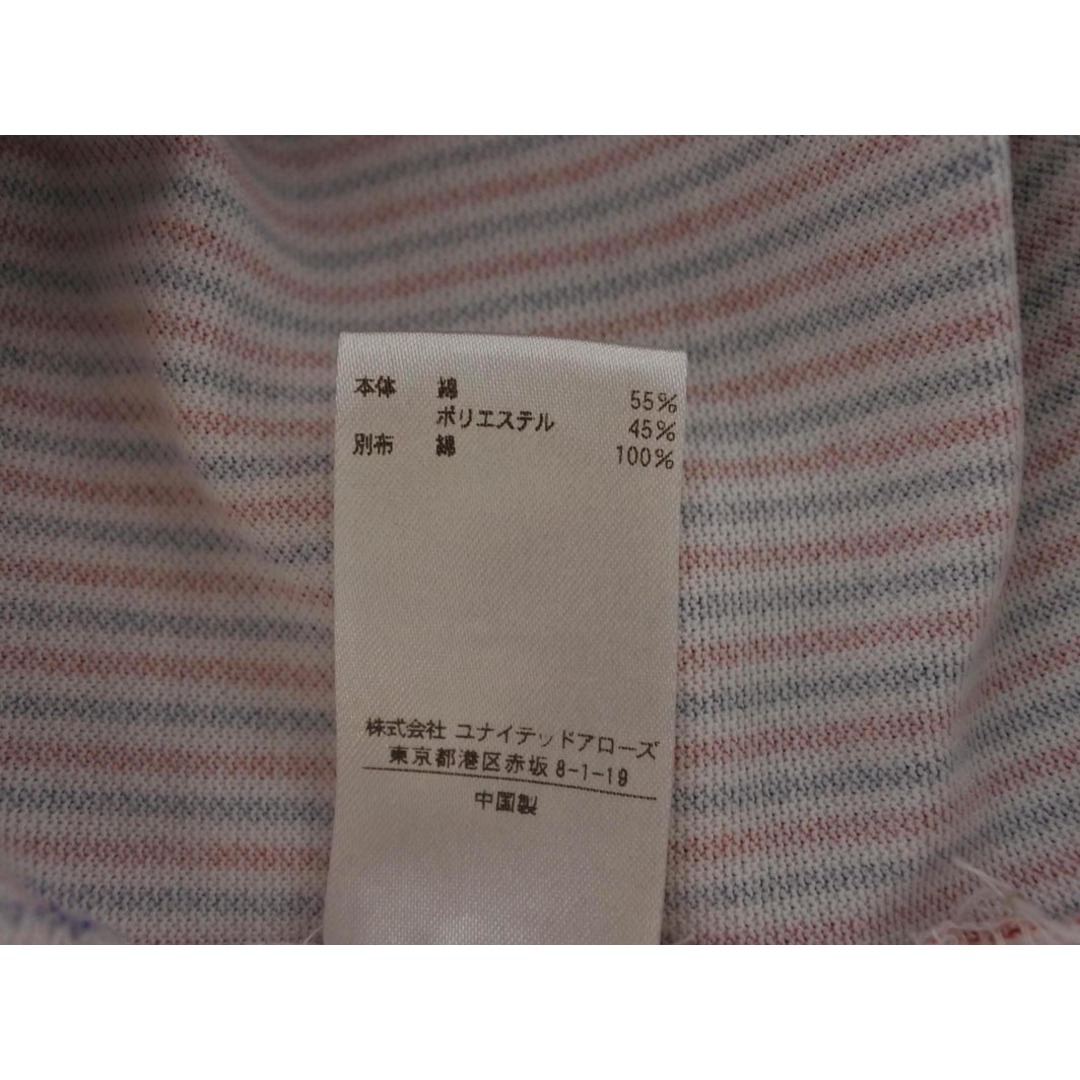 本体 綿 55%
ポリエステル 45%
別布 綿 100%
株式会社 ユナイテッドアローズ
東京都港区赤坂 8-1-19
中国製